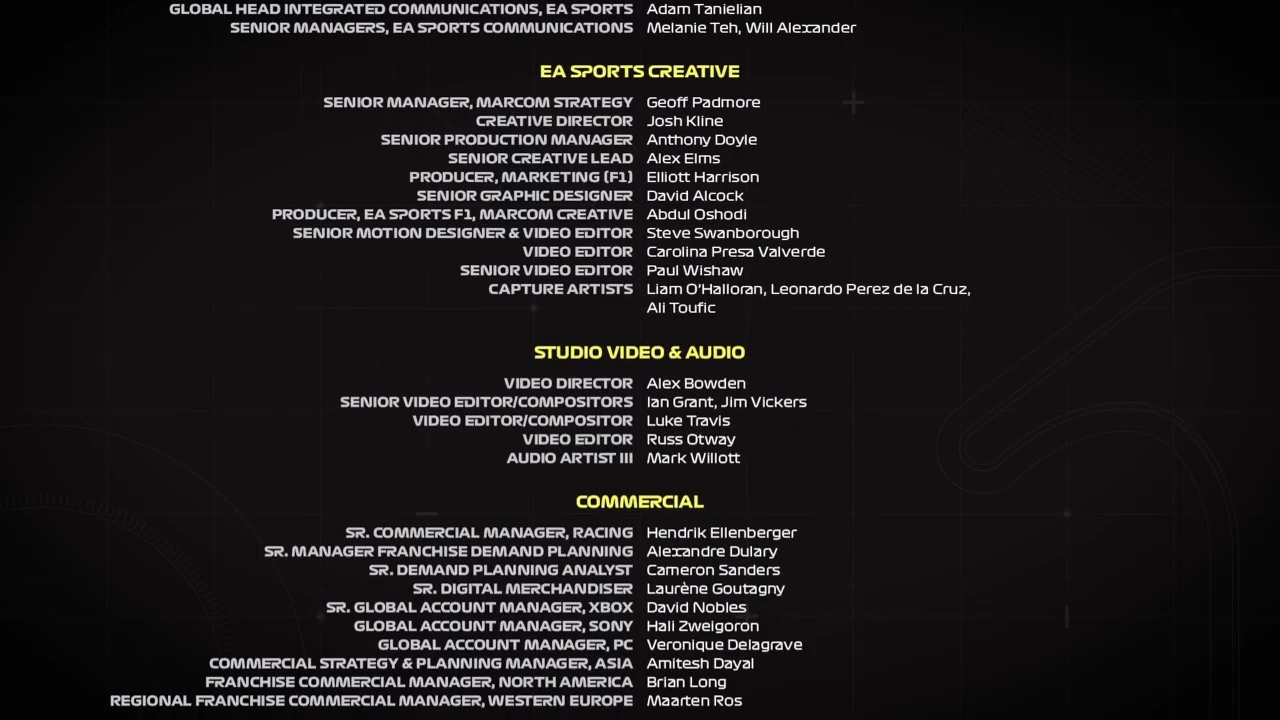 GLOBAL HEAD INTEGRATED COMMUNICATIONS, EA SPORTS Adam Tanielian
SENIOR MANAGERS, EA SPORTS COMMUNICATIONS Melanie Teh, Will Alexander
EA SPORTS CREATIVE
SENIOR MANAGER, MARCOM STRATEGY Geoff Padmore
CREATIVE DIRECTOR Josh Kline
SENIOR PRODUCTION MANAGER Anthony Doyle
SENIOR CREATIVE LEAD Alex Elms
PRODUCER, MARKETING (F1) Elliott Harrison
SENIOR GRAPHIC DESIGNER David Alcock
PRODUCER, EA SPORTS F1, MARCOM CREATIVE Abdul Oshodi
SENIOR MOTION DESIGNER & VIDEO EDITOR Steve Swanborough
VIDEO EDITOR Carolina Presa Valverde
SENIOR VIDEO EDITOR Paul Wishaw
CAPTURE ARTISTS Liam O'Halloran, Leonardo Perez de la Cruz,
Ali Toufic
STUDIO VIDEO & AUDIO
VIDEO DIRECTOR Alex Bowden
SENIOR VIDEO EDITOR/COMPOSITORS Ian Grant, Jim Vickers
VIDEO EDITOR/COMPOSITOR Luke Travis
VIDEO EDITOR Russ Otway
AUDIO ARTIST III Mark Willott
COMMERCIAL
SR. COMMERCIAL MANAGER, RACING Hendrik Ellenberger
SR. MANAGER FRANCHISE DEMAND PLANNING Alexandre Dulary
SR. DEMAND PLANNING ANALYST Cameron Sanders
SR. DIGITAL MERCHANDISER Laurène Goutagny
SR. GLOBAL ACCOUNT MANAGER, XBOX David Nobles
GLOBAL ACCOUNT MANAGER, SONY Hali Zweigoron
GLOBAL ACCOUNT MANAGER, PC Veronique Delagrave
COMMERCIAL STRATEGY & PLANNING MANAGER, ASIA Amitesh Dayal
FRANCHISE COMMERCIAL MANAGER, NORTH AMERICA Brian Long
REGIONAL FRANCHISE COMMERCIAL MANAGER, WESTERN EUROPE Maarten Ros